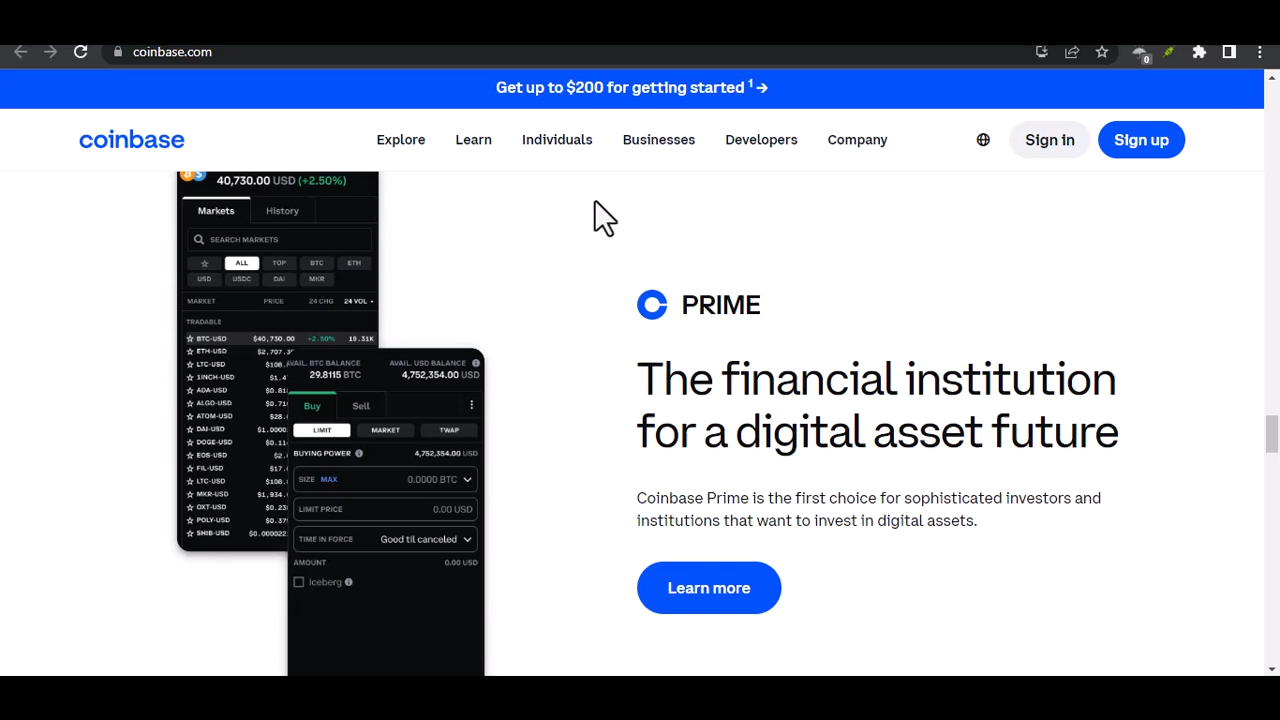 coinbase.com
0
Get up to $200 for getting started 1 →
coinbase
Explore
Learn
Individuals
Businesses
Developers
Company
Sign in
Sign up
40,730.00 USD (+2.50%)
Markets
History
SEARCH MARKETS
ALL
TOP
BTC
ETH
USD
USDC
DAI
MKR
MARKET
PRICE
24 CHG
24 VOL
TRADABLE
BTC-USD $40,730.00 +2.50% 19.31K
ETH-USD
LTC-USD
1INCH-USD
ADA-USD
ALGO-USD
ATOM-USD
DAI-USD
DOGE-USD
EOS-USD
FIL-USD
LTC-USD
MKR-USD
OXT-USD
POLY-USD
SHIB-USD
BTC BALANCE
29.8115 BTC
AVAIL. USD BALANCE
4,752,354.00 USD
Buy
Sell
LIMIT
MARKET
TWAP
BUYING POWER
4,752,354.00 USD
SIZE MAX
0.0000 BTC
LIMIT PRICE
0.00 USD
TIME IN FORCE
Good til canceled
AMOUNT
0.00 USD
Iceberg
PRIME
The financial institution
for a digital asset future
Coinbase Prime is the first choice for sophisticated investors and
institutions that want to invest in digital assets.
Learn more